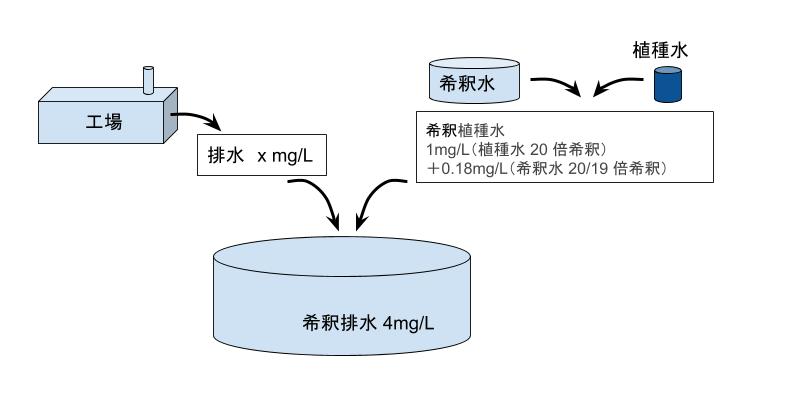 植種水
希釈水
工場
希釈植種水
1mg/L（植種水 20 倍希釈）
＋0.18mg/L（希釈水 20/19 倍希釈）
排水 x mg/L
希釈排水 4mg/L